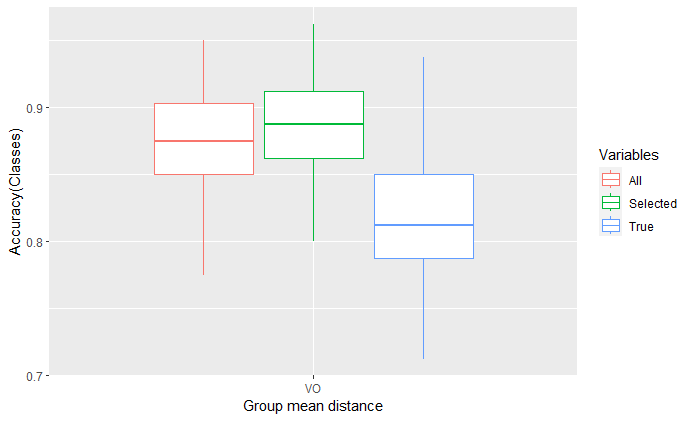 Accuracy(Classes)
0.9
0.8
0.7
VO
Group mean distance
Variables
All
Selected
True